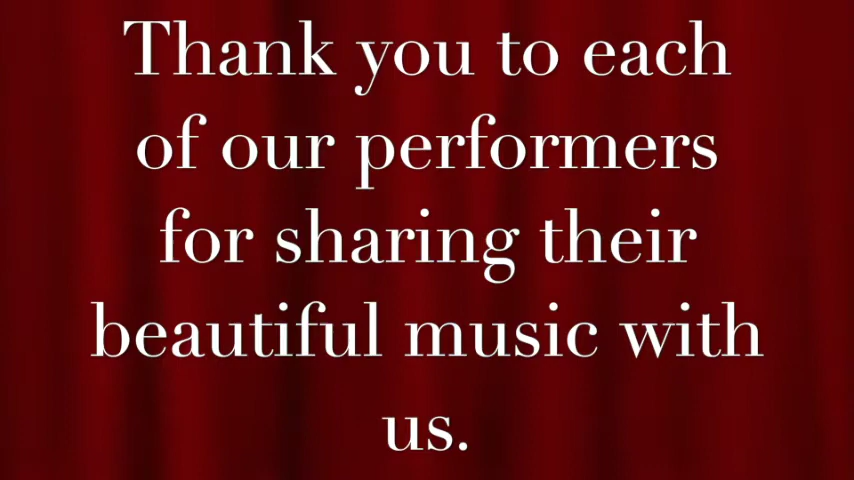 Thank you to each
of our performers
for sharing their
beautiful music with
us.